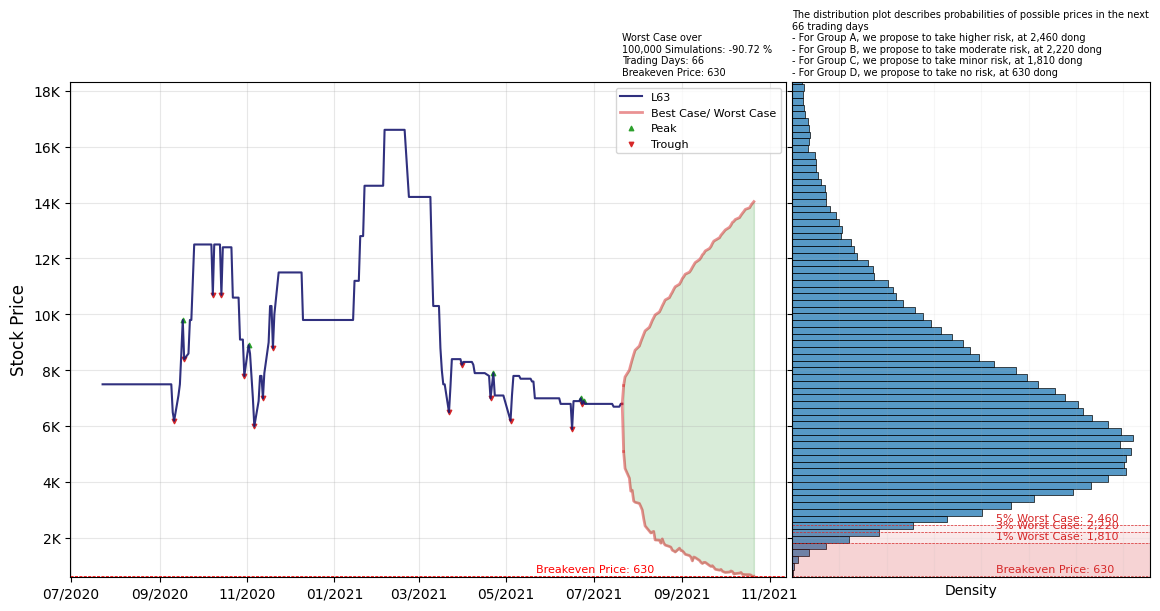 The distribution plot describes probabilities of possible prices in the next
66 trading days
- For Group A, we propose to take higher risk, at 2,460 dong
- For Group B, we propose to take moderate risk, at 2,220 dong
- For Group C, we propose to take minor risk, at 1,810 dong
- For Group D, we propose to take no risk, at 630 dong
Worst Case over
100,000 Simulations: -90.72 %
Trading Days: 66
Breakeven Price: 630
L63
Best Case/ Worst Case
Peak
Trough
Stock Price
18K
16K
14K
12K
10K
8K
6K
4K
2K
07/2020
09/2020
11/2020
01/2021
03/2021
05/2021
07/2021
09/2021
11/2021
Breakeven Price: 630
5% Worst Case: 2,460
3% Worst Case: 2,220
1% Worst Case: 1,810
Breakeven Price: 630
Density